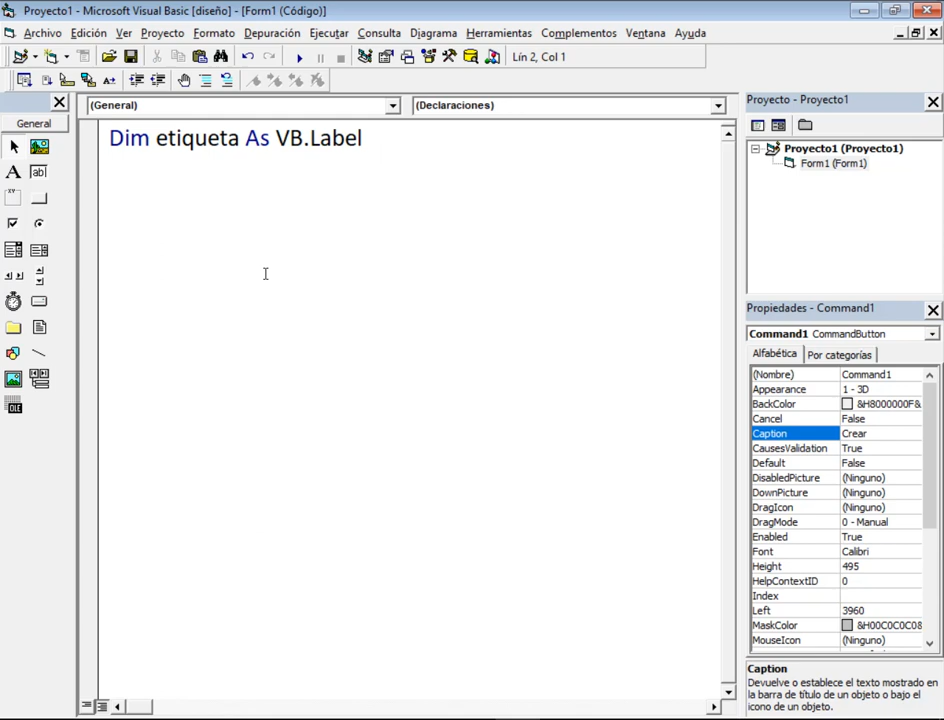 Proyecto1 - Microsoft Visual Basic [diseño] - [Form1 (Código)]
Archivo Edición Ver Proyecto Formato Depuración Ejecutar Consulta Diagrama Herramientas Complementos Ventana Ayuda
Lín 2, Col 1
General
(General) (Declaraciones)
Dim etiqueta As VB.Label
Proyecto - Proyecto1
Proyecto1 (Proyecto1)
Form1 (Form1)
Propiedades - Command1
Command1 CommandButton
Alfabética Por categorías
(Nombre) Command1
Appearance 1 - 3D
BackColor &H8000000F&
Cancel False
Caption Crear
CausesValidation True
Default False
DisabledPicture (Ninguno)
DownPicture (Ninguno)
DragIcon (Ninguno)
DragMode 0 - Manual
Enabled True
Font Calibri
Height 495
HelpContextID 0
Index
Left 3960
MaskColor &H00C0C0C0&
MouseIcon (Ninguno)
Caption
Devuelve o establece el texto mostrado en
la barra de título de un objeto o bajo el
icono de un objeto.